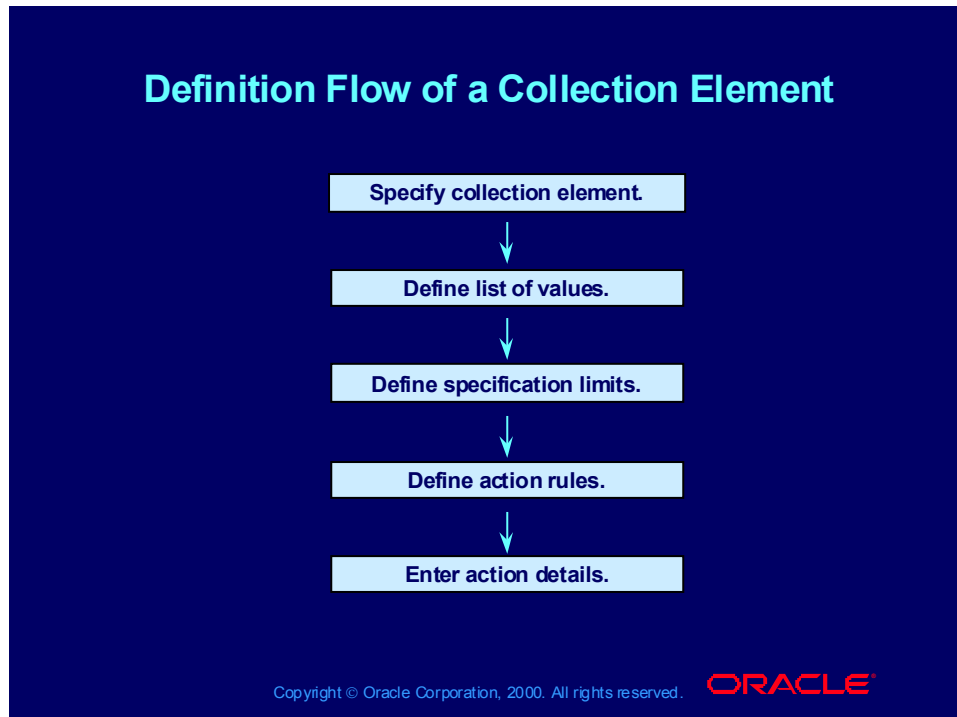 Definition Flow of a Collection Element
Specify collection element.
Define list of values.
Define specification limits.
Define action rules.
Enter action details.
Copyright © Oracle Corporation, 2000. All rights reserved.
ORACLE®